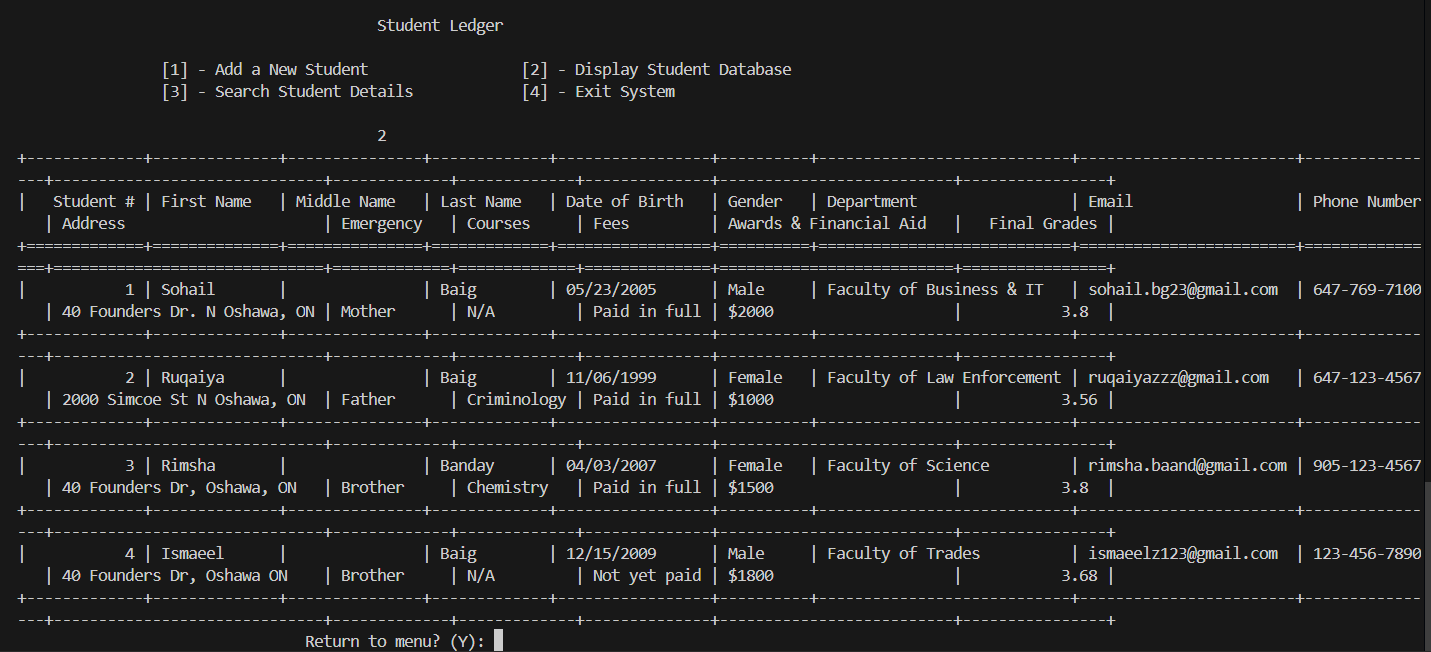 Student Ledger
[1] - Add a New Student                 [2] - Display Student Database
[3] - Search Student Details            [4] - Exit System
2
+-------------+--------------+---------------+-------------+-----------------+----------+----------------------------+------------------------+-------------
---+------------------------------+-------------+-------------+--------------+--------------------------+----------------+
|   Student # | First Name   | Middle Name   | Last Name   | Date of Birth   | Gender   | Department                 | Email                  | Phone Number
   | Address                      | Emergency   | Courses     | Fees         | Awards & Financial Aid   |   Final Grades |
+=============+==============+===============+=============+=================+==========+============================+========================+=============
===+==============================+=============+=============+==============+==========================+================+
|           1 | Sohail       |               | Baig        | 05/23/2005      | Male     | Faculty of Business & IT   | sohail.bg23@gmail.com  | 647-769-7100
   | 40 Founders Dr. N Oshawa, ON | Mother      | N/A         | Paid in full | $2000                    |           3.8  |
+-------------+--------------+---------------+-------------+-----------------+----------+----------------------------+------------------------+-------------
---+------------------------------+-------------+-------------+--------------+--------------------------+----------------+
|           2 | Ruqaiya      |               | Baig        | 11/06/1999      | Female   | Faculty of Law Enforcement | ruqaiyazzz@gmail.com   | 647-123-4567
   | 2000 Simcoe St N Oshawa, ON  | Father      | Criminology | Paid in full | $1000                    |           3.56 |
+-------------+--------------+---------------+-------------+-----------------+----------+----------------------------+------------------------+-------------
---+------------------------------+-------------+-------------+--------------+--------------------------+----------------+
|           3 | Rimsha       |               | Banday      | 04/03/2007      | Female   | Faculty of Science         | rimsha.baand@gmail.com | 905-123-4567
   | 40 Founders Dr, Oshawa, ON   | Brother     | Chemistry   | Paid in full | $1500                    |           3.8  |
+-------------+--------------+---------------+-------------+-----------------+----------+----------------------------+------------------------+-------------
---+------------------------------+-------------+-------------+--------------+--------------------------+----------------+
|           4 | Ismaeel      |               | Baig        | 12/15/2009      | Male     | Faculty of Trades          | ismaeelz123@gmail.com  | 123-456-7890
   | 40 Founders Dr, Oshawa ON    | Brother     | N/A         | Not yet paid | $1800                    |           3.68 |
+-------------+--------------+---------------+-------------+-----------------+----------+----------------------------+------------------------+-------------
---+------------------------------+-------------+-------------+--------------+--------------------------+----------------+
Return to menu? (Y):